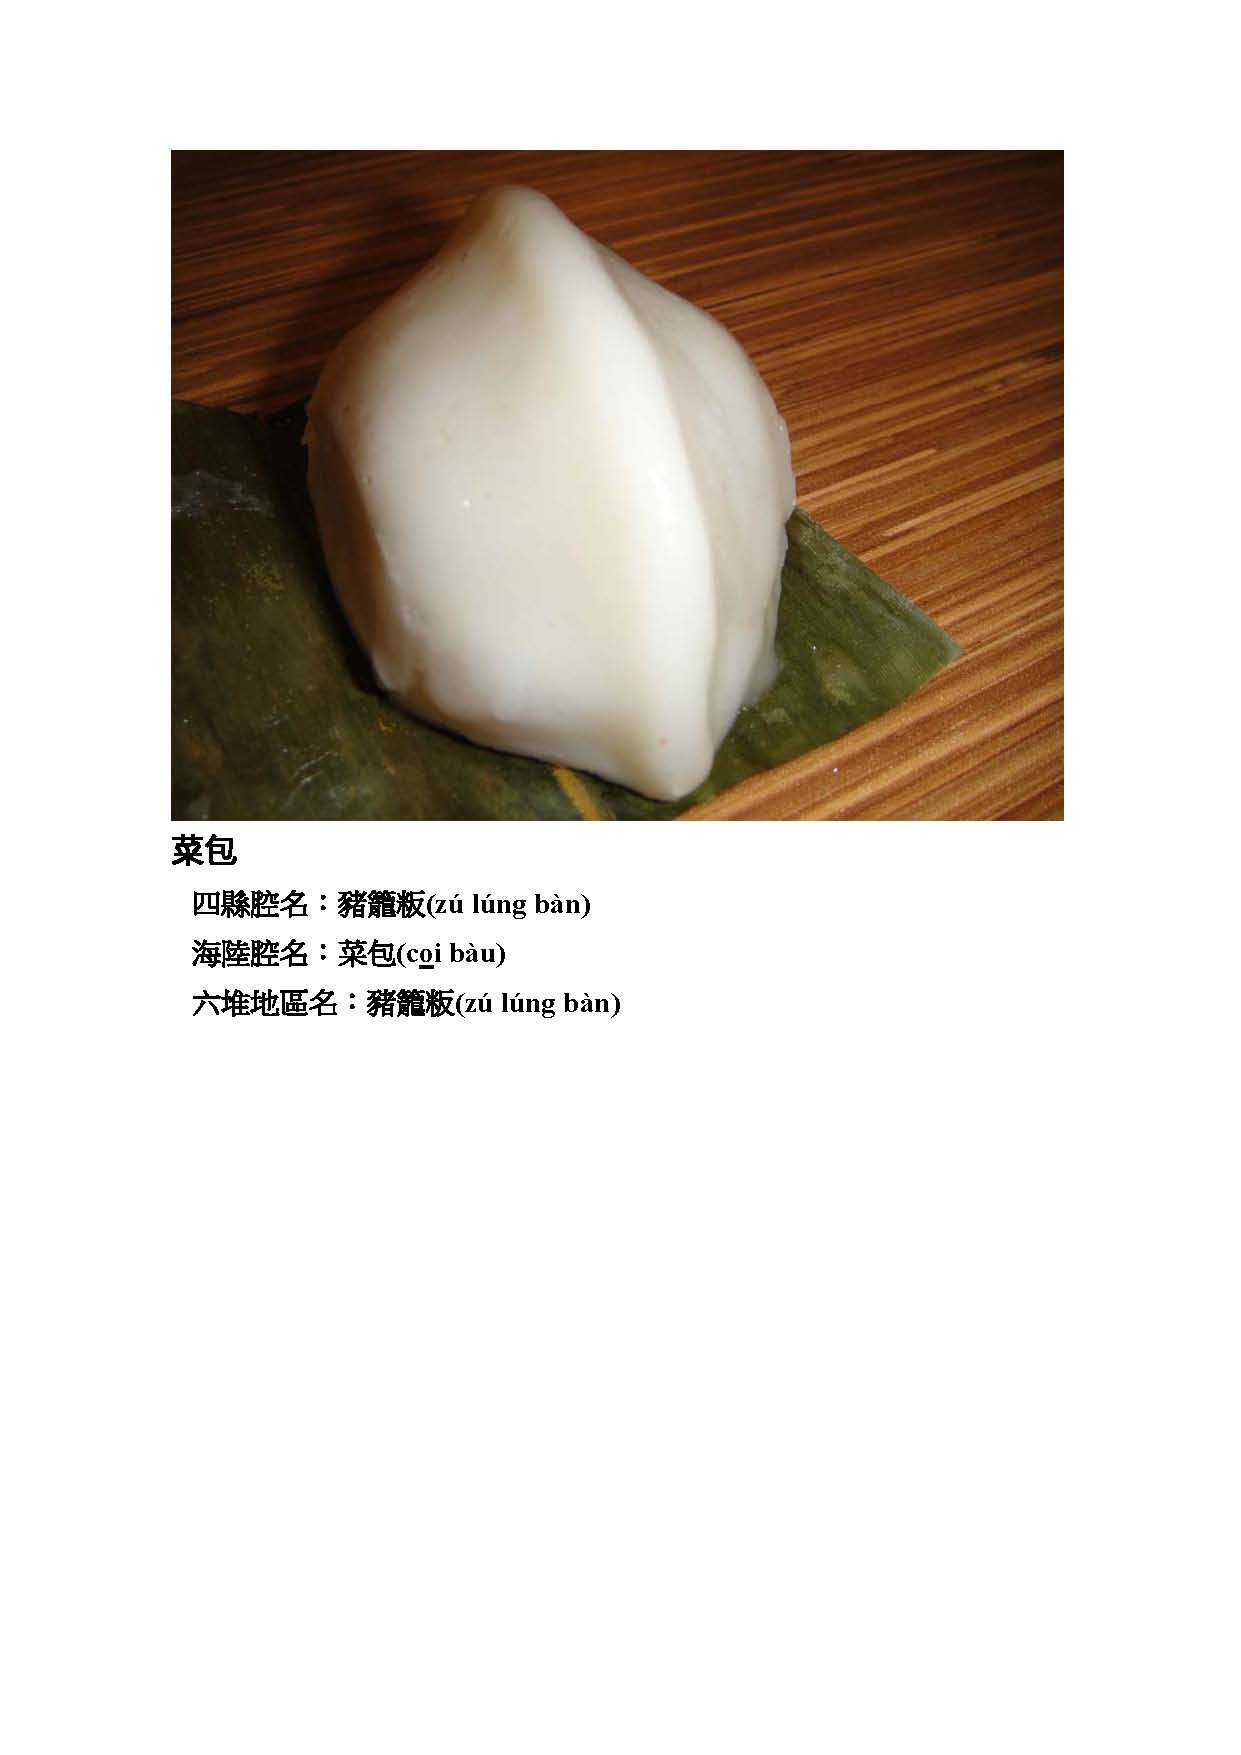 菜包
四縣腔名：豬籠粄(zú lúng bàn)
海陸腔名：菜包(co̲i bàu)
六堆地區名：豬籠粄(zú lúng bàn)